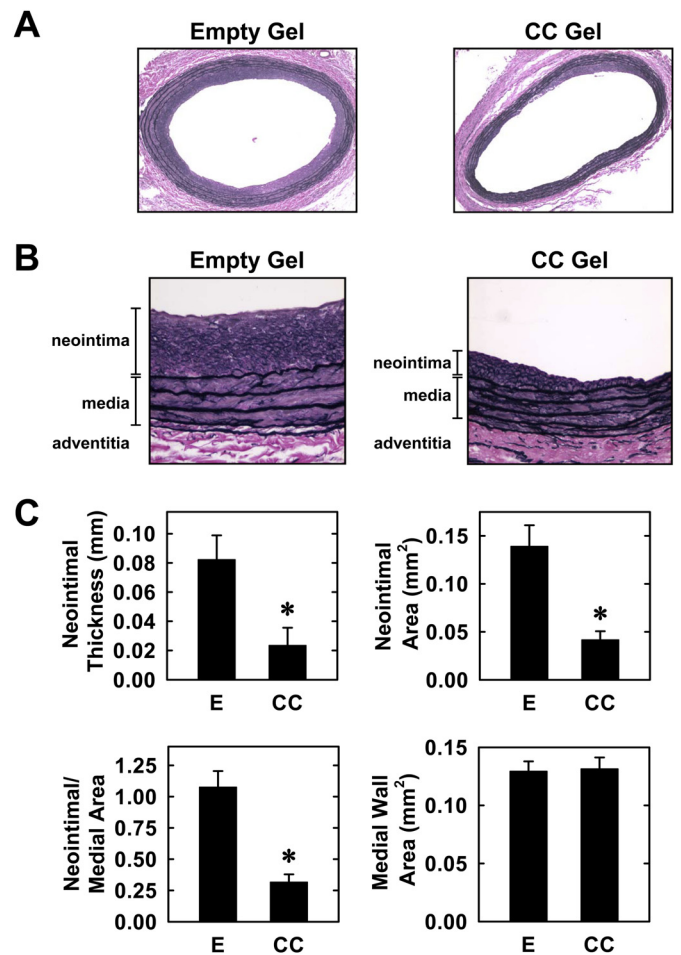 A
Empty Gel
CC Gel
B
Empty Gel
CC Gel
neointima
media
adventitia
neointima
media
adventitia
C
Neointimal
Thickness (mm)
0.10
0.08
0.06
0.04
0.02
0.00
*
E
CC
Neointimal
Area (mm²)
0.15
0.10
0.05
0.00
*
E
CC
Neointimal/
Medial Area
1.25
1.00
0.75
0.50
0.25
0.00
*
E
CC
Medial Wall
Area (mm²)
0.15
0.10
0.05
0.00
E
CC